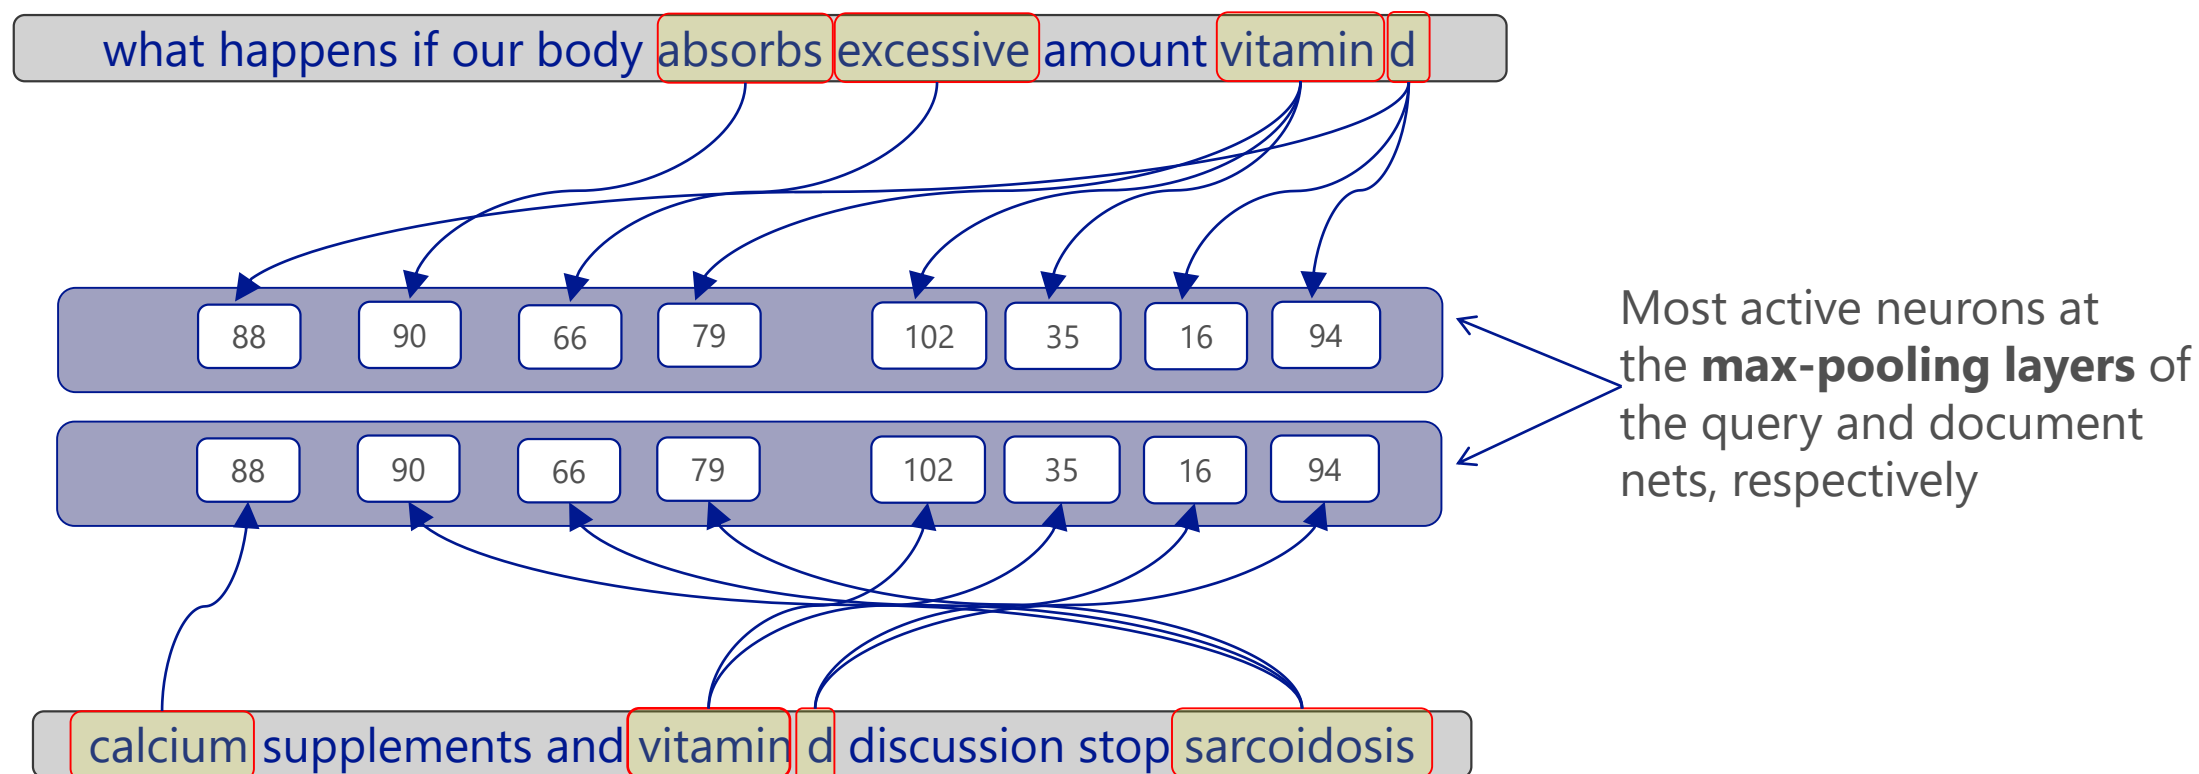 what happens if our body absorbs excessive amount vitamin d
88 90 66 79 102 35 16 94
88 90 66 79 102 35 16 94
Most active neurons at
the max-pooling layers of
the query and document
nets, respectively
calcium supplements and vitamin d discussion stop sarcoidosis